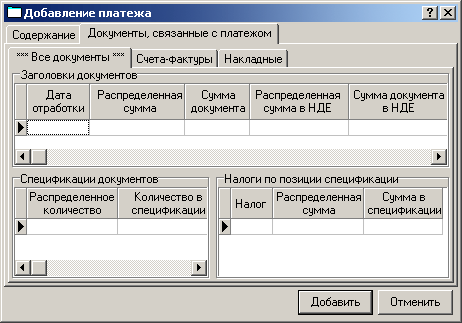 Добавление платежа
Содержание Документы, связанные с платежом
*** Все документы *** Счета-фактуры Накладные
Заголовки документов
Дата отработки Распределенная сумма Сумма документа Распределенная сумма в НДЕ Сумма документа в НДЕ
Спецификации документов
Распределенное количество Количество в спецификации
Налоги по позиции спецификации
Налог Распределенная сумма Сумма в спецификации
Добавить Отменить